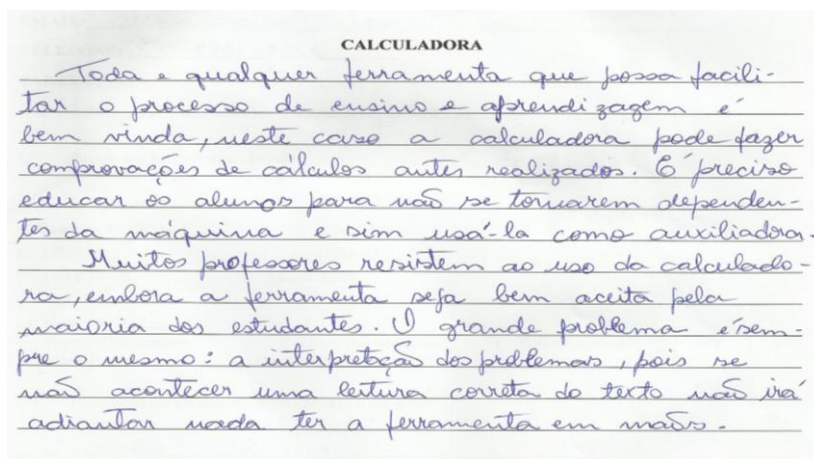 CALCULADORA
Toda e qualquer ferramenta que possa facili-
tar o processo de ensino e aprendizagem é
bem vinda, neste caso a calculadora pode fazer
comprovações de cálculos antes realizados. É preciso
educar os alunos para não se tornarem dependen-
tes da máquina e sim usá-la como auxiliadora.
Muitos professores resistem ao uso da calculado-
ra, embora a ferramenta seja bem aceita pela
maioria dos estudantes. O grande problema é sem-
pre o mesmo: a interpretação dos problemas, pois se
não acontecer uma leitura correta do texto não irá
adiantar nada ter a ferramenta em mãos.